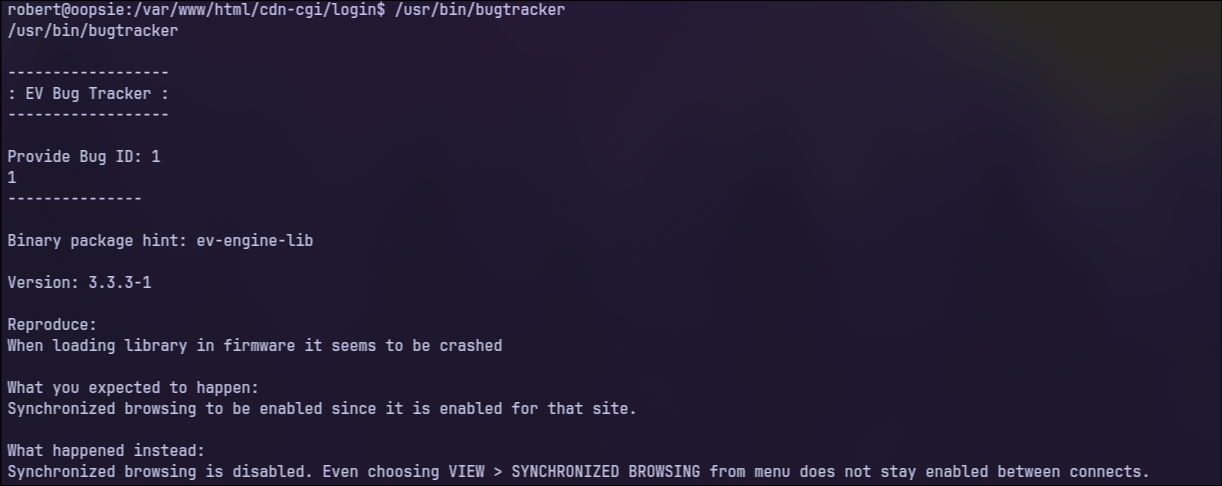 robert@oopsie:/var/www/html/cdn-cgi/login$ /usr/bin/bugtracker
/usr/bin/bugtracker
------------------
: EV Bug Tracker :
------------------
Provide Bug ID: 1
1
---------------
Binary package hint: ev-engine-lib
Version: 3.3.3-1
Reproduce:
When loading library in firmware it seems to be crashed
What you expected to happen:
Synchronized browsing to be enabled since it is enabled for that site.
What happened instead:
Synchronized browsing is disabled. Even choosing VIEW > SYNCHRONIZED BROWSING from menu does not stay enabled between connects.